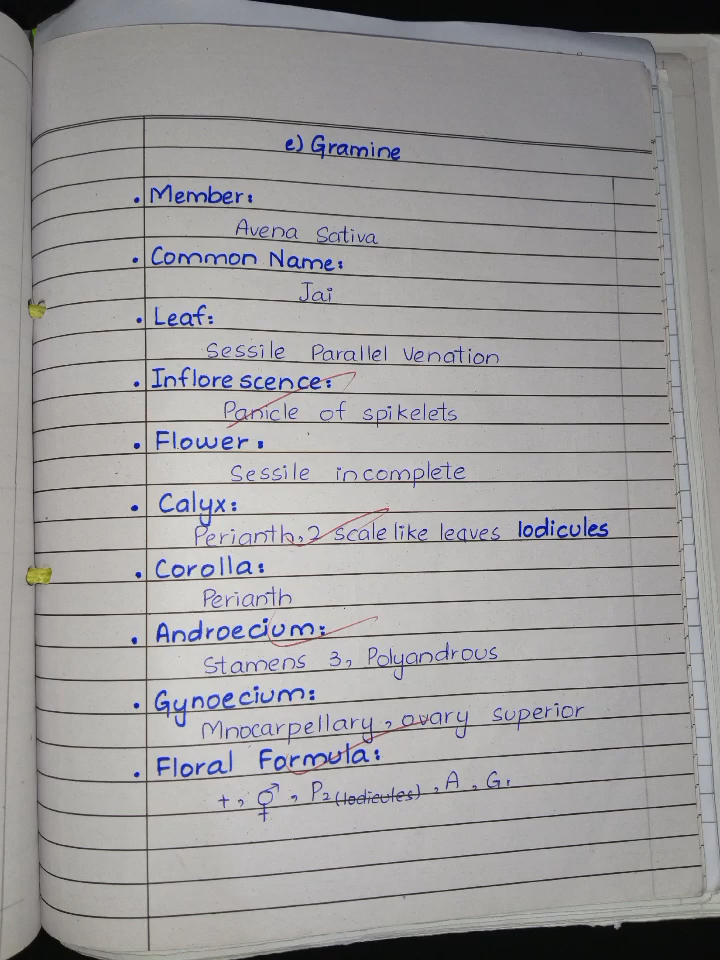 e) Gramine
• Member:
Avena Sativa
• Common Name:
Jai
• Leaf:
Sessile Parallel Venation
• Inflorescence:
Panicle of spikelets
• Flower:
Sessile incomplete
• Calyx:
Perianth, 2 scale like leaves lodicules
• Corolla:
Perianth
• Androecium:
Stamens 3, Polyandrous
• Gynoecium:
Mnocarpellary, ovary superior
• Floral Formula:
+, ⚥, P2(lodicules), A, G,